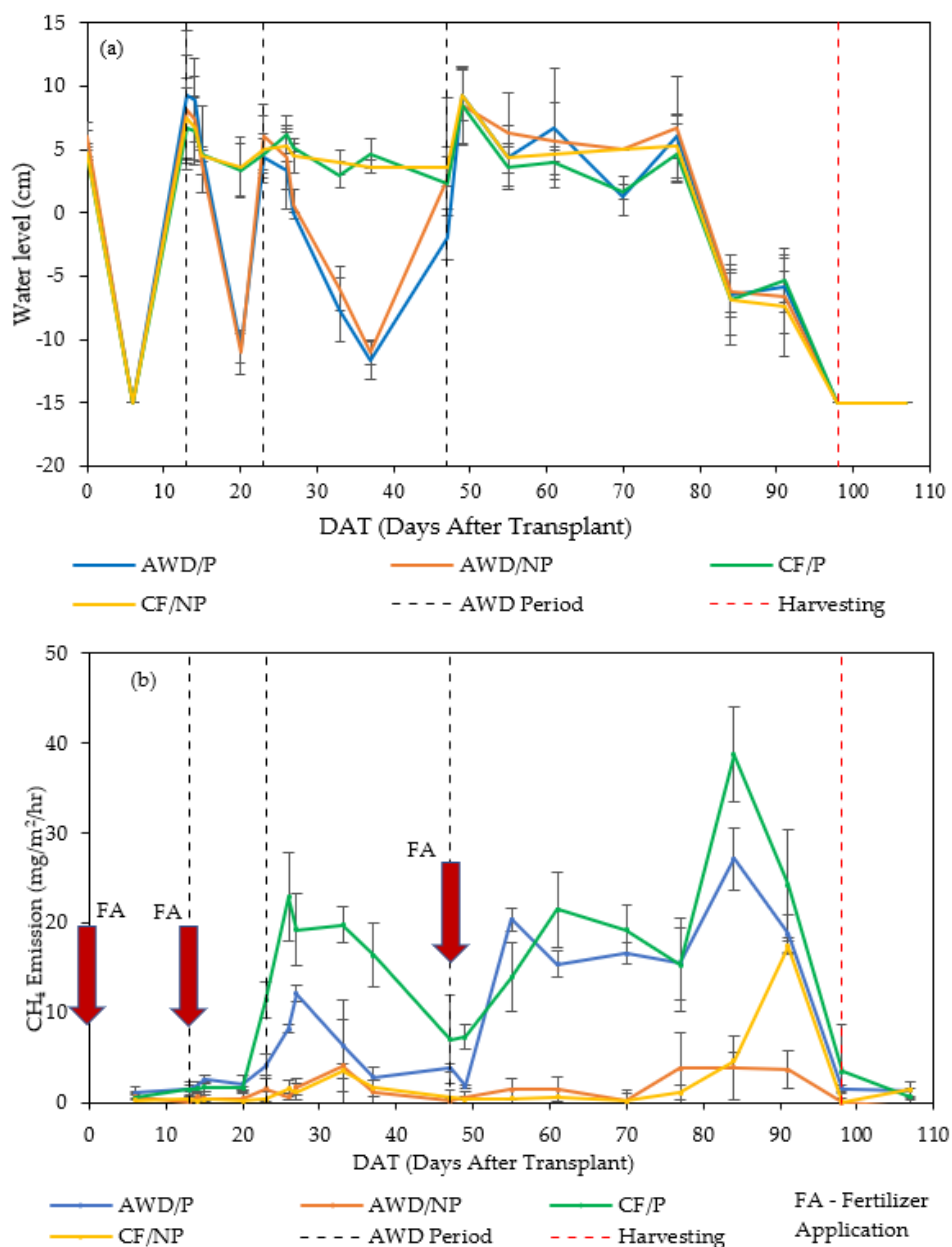 15
(a)
10
5
0
-5
-10
-15
-20
Water level (cm)
0 10 20 30 40 50 60 70 80 90 100 110
DAT (Days After Transplant)
AWD/P AWD/NP CF/P
CF/NP AWD Period Harvesting
50
(b)
40
30
20
10
0
CH₄ Emission (mg/m²/hr)
FA
FA
FA
0 10 20 30 40 50 60 70 80 90 100 110
DAT (Days After Transplant)
AWD/P AWD/NP CF/P FA - Fertilizer
CF/NP AWD Period Harvesting Application